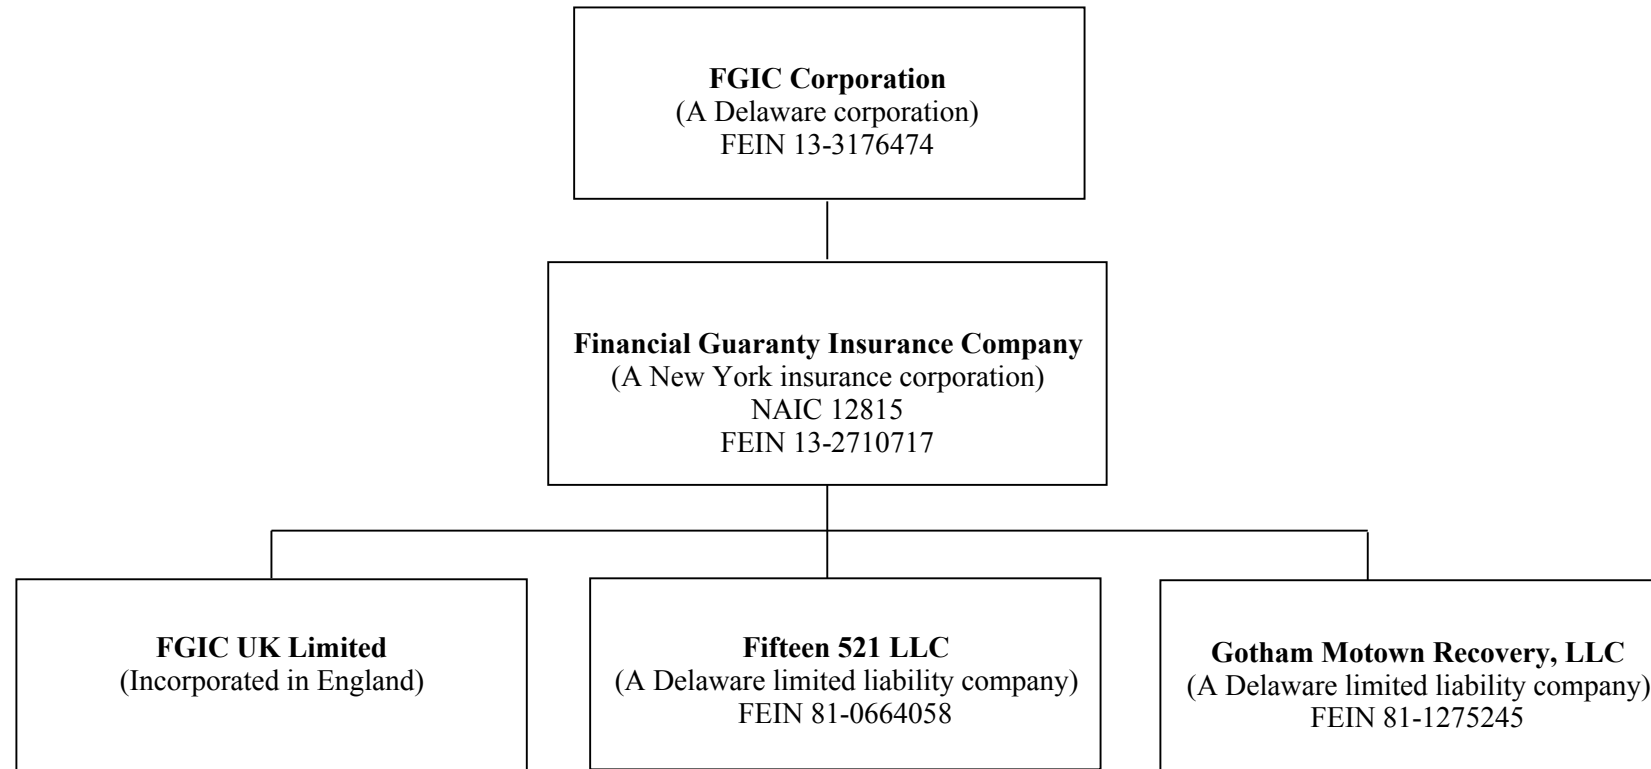 FGIC Corporation
(A Delaware corporation)
FEIN 13-3176474
Financial Guaranty Insurance Company
(A New York insurance corporation)
NAIC 12815
FEIN 13-2710717
FGIC UK Limited
(Incorporated in England)
Fifteen 521 LLC
(A Delaware limited liability company)
FEIN 81-0664058
Gotham Motown Recovery, LLC
(A Delaware limited liability company)
FEIN 81-1275245